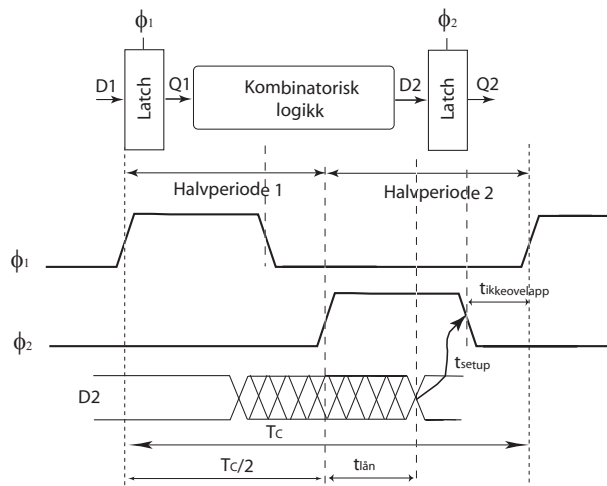 ϕ1 ϕ2
D1 Latch Q1 Kombinatorisk logikk D2 Latch Q2
Halvperiode 1 Halvperiode 2
ϕ1
tikkeovelapp
ϕ2
tsetup
D2
TC
TC/2 tlån